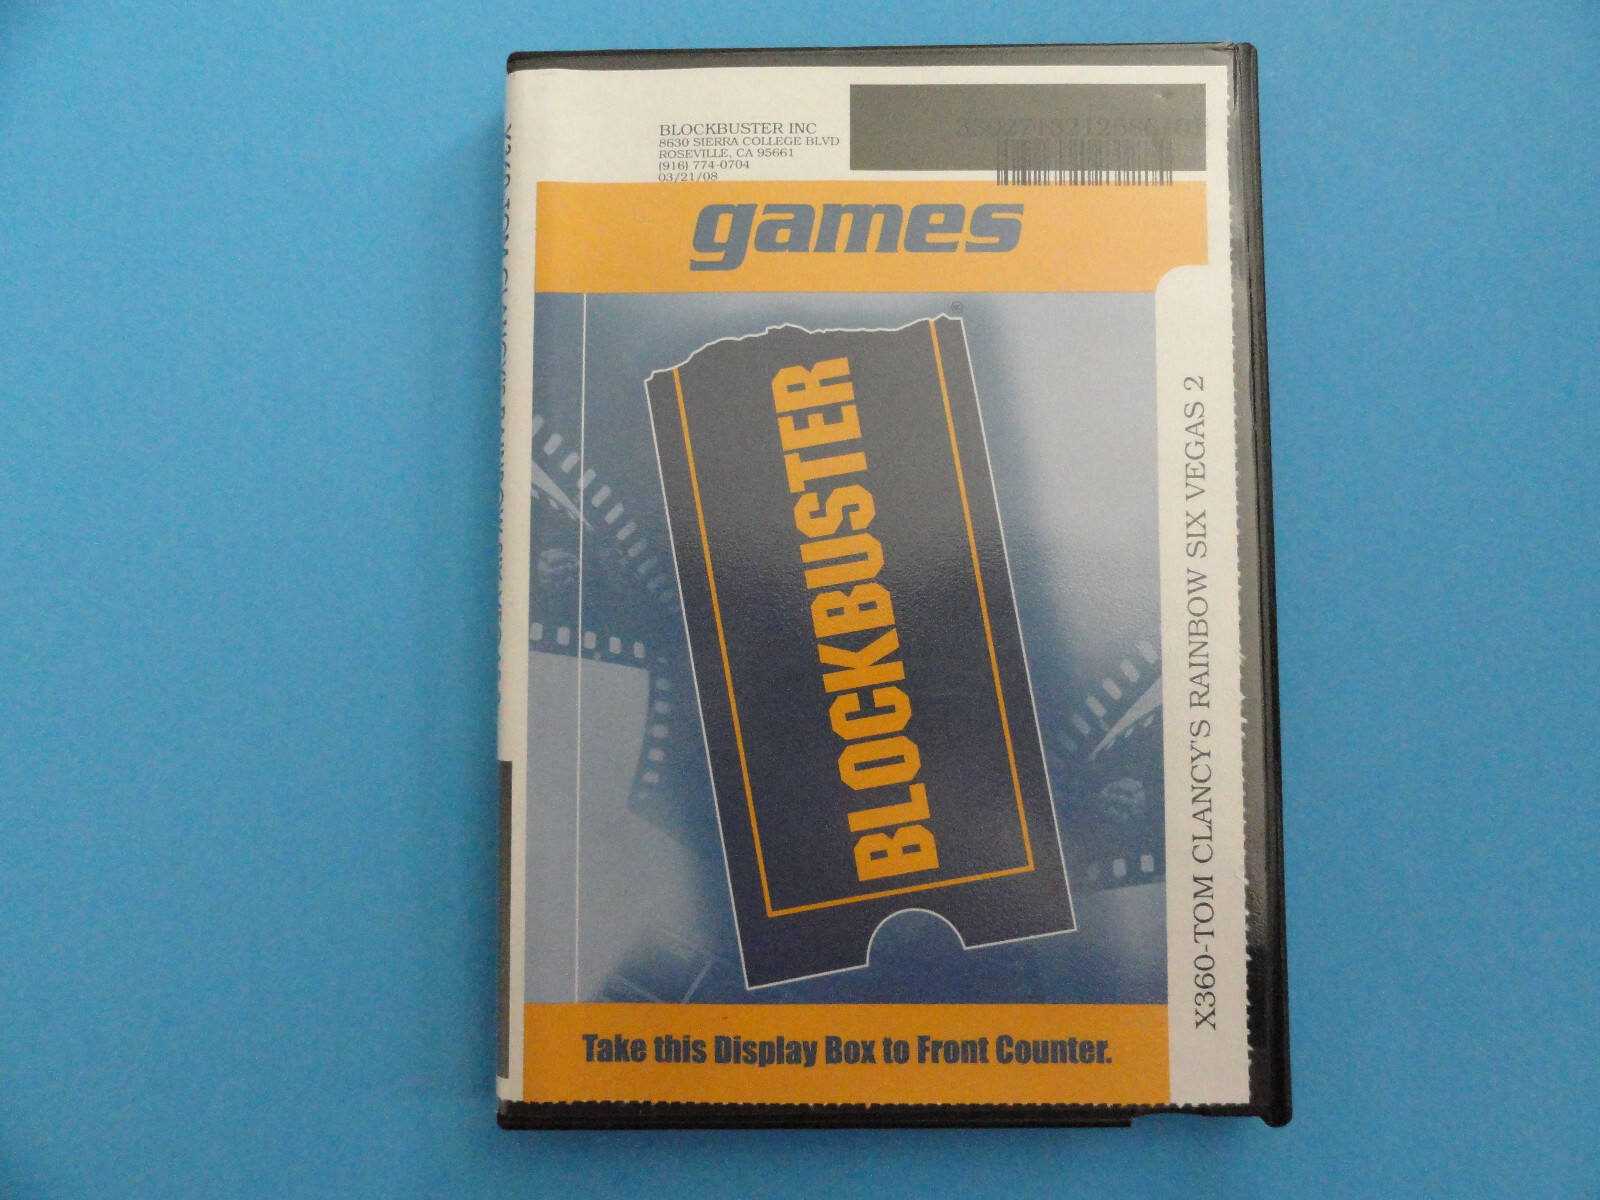 BLOCKBUSTER INC
8630 SIERRA COLLEGE BLVD
ROSEVILLE, CA 95661
(916) 774-0704
03/21/08
games
®
BLOCKBUSTER
X360-TOM CLANCY'S RAINBOW SIX VEGAS 2
Take this Display Box to Front Counter.